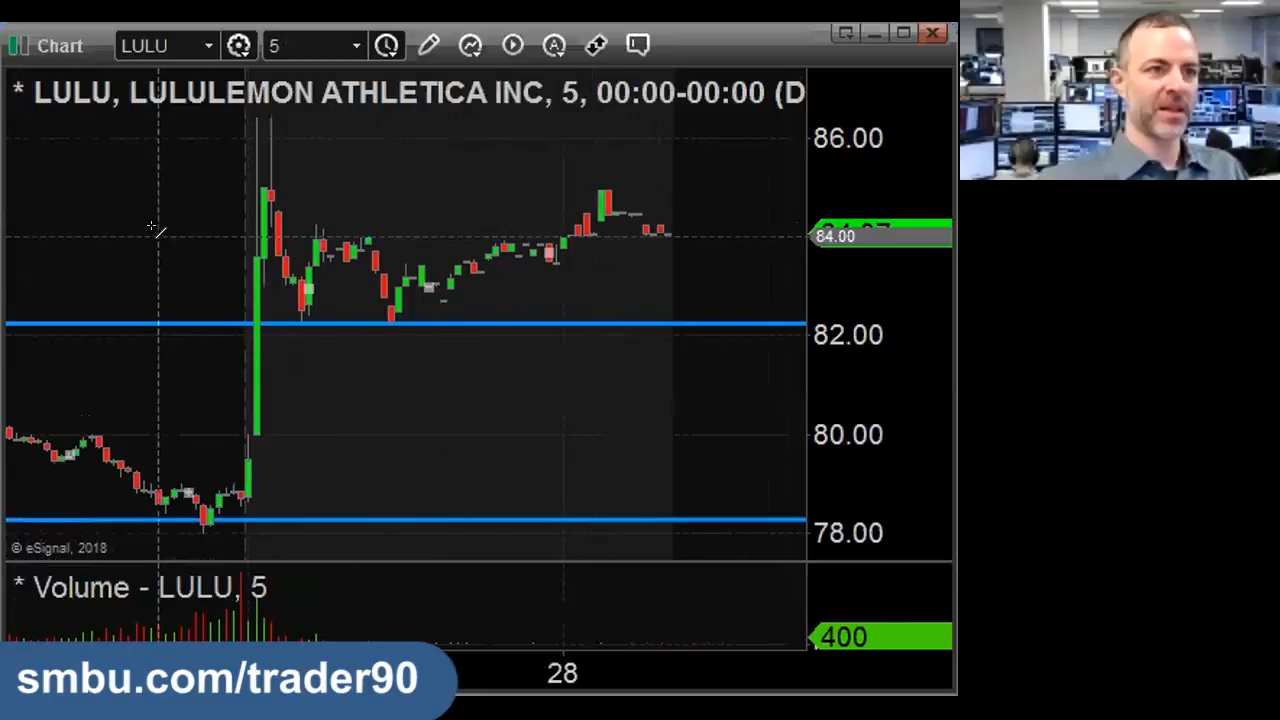 Chart LULU 5
* LULU, LULULEMON ATHLETICA INC, 5, 00:00-00:00 (D
86.00
84.00
82.00
80.00
78.00
© eSignal, 2018
* Volume - LULU, 5
400
28
smbu.com/trader90